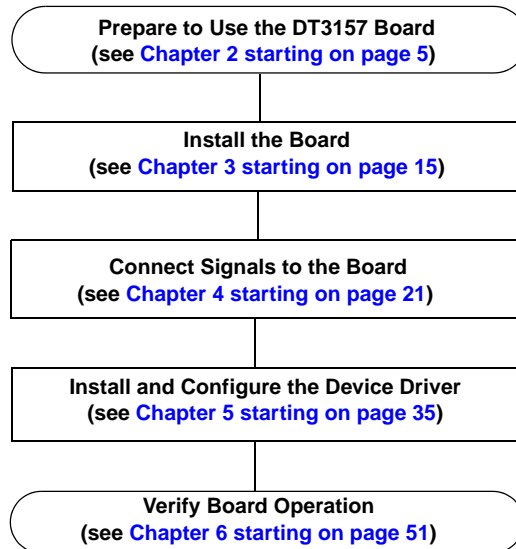 Prepare to Use the DT3157 Board
(see Chapter 2 starting on page 5)
Install the Board
(see Chapter 3 starting on page 15)
Connect Signals to the Board
(see Chapter 4 starting on page 21)
Install and Configure the Device Driver
(see Chapter 5 starting on page 35)
Verify Board Operation
(see Chapter 6 starting on page 51)